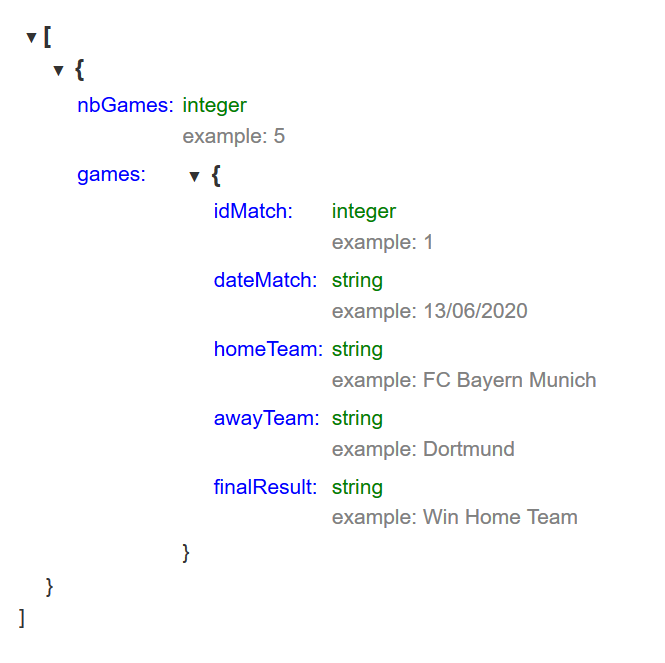 ▼ [
▼ {
nbGames: integer
example: 5
games: ▼ {
idMatch: integer
example: 1
dateMatch: string
example: 13/06/2020
homeTeam: string
example: FC Bayern Munich
awayTeam: string
example: Dortmund
finalResult: string
example: Win Home Team
}
}
]